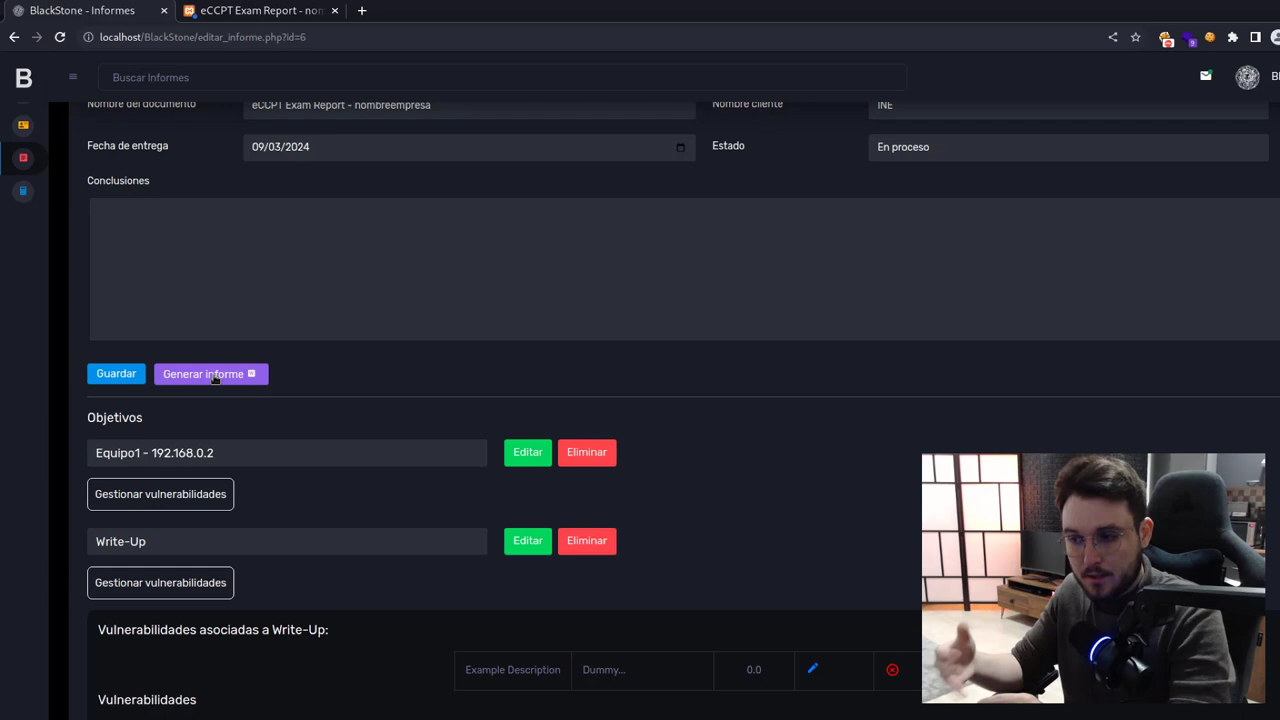 BlackStone - Informes
eCCPT Exam Report - nom
localhost/BlackStone/editar_informe.php?id=6
9
B
Buscar Informes
Bl
Nombre del documento
eCCPT Exam Report - nombreempresa
Nombre cliente
INE
Fecha de entrega
09/03/2024
Estado
En proceso
Conclusiones
Guardar
Generar informe
Objetivos
Equipo1 - 192.168.0.2
Editar
Eliminar
Gestionar vulnerabilidades
Write-Up
Editar
Eliminar
Gestionar vulnerabilidades
Vulnerabilidades asociadas a Write-Up:
Example Description
Dummy...
0.0
Vulnerabilidades